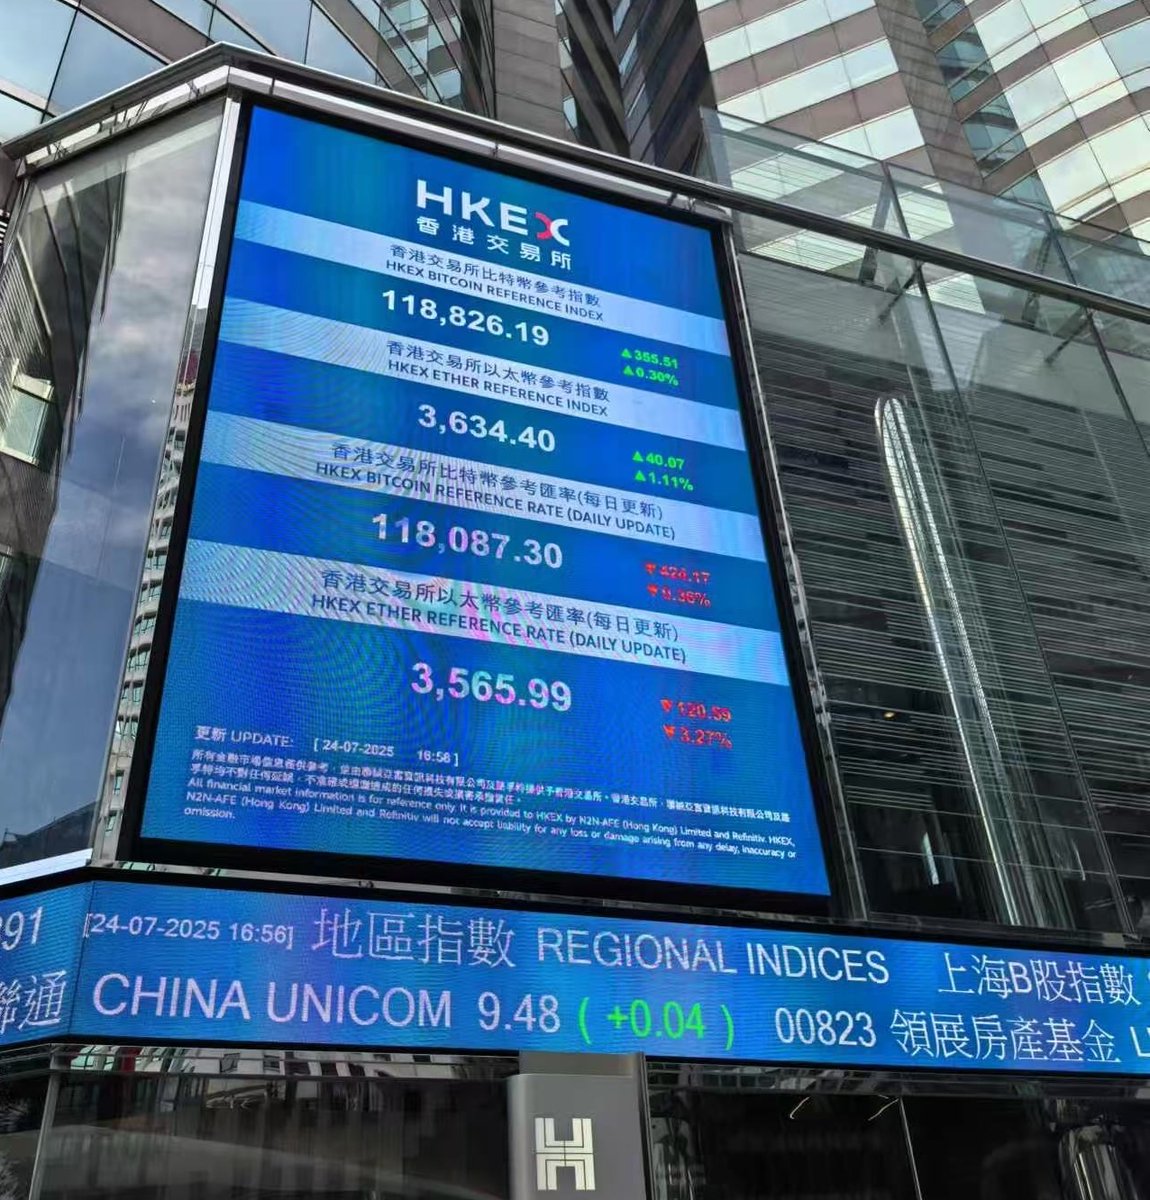 HKEX
香港交易所
香港交易所比特幣參考指數
HKEX BITCOIN REFERENCE INDEX
118,826.19
▲355.51
▲0.30%
香港交易所以太幣參考指數
HKEX ETHER REFERENCE INDEX
3,634.40
▲40.07
▲1.11%
香港交易所比特幣參考匯率(每日更新)
HKEX BITCOIN REFERENCE RATE (DAILY UPDATE)
118,087.30
▼0.36%
香港交易所以太幣參考匯率(每日更新)
HKEX ETHER REFERENCE RATE (DAILY UPDATE)
3,565.99
▼120.59
▼3.27%
更新 UPDATE: [ 24-07-2025 16:56 ]
All financial market information is for reference only. It is provided to HKEX by N2N-AFE (Hong Kong) Limited and Refinitiv. HKEX,
N2N-AFE (Hong Kong) Limited and Refinitiv will not accept liability for any loss or damage arising from any delay, inaccuracy or
omission.
91 [24-07-2025 16:56] 地區指數 REGIONAL INDICES 上海B股指數
聯通 CHINA UNICOM 9.48 ( +0.04 ) 00823 領展房產基金